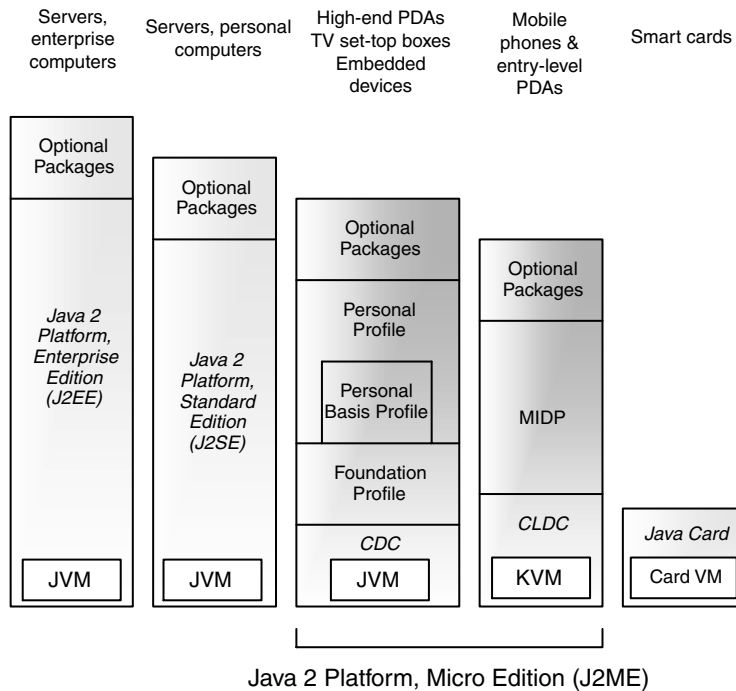 Servers,
enterprise
computers
Servers, personal
computers
High-end PDAs
TV set-top boxes
Embedded
devices
Mobile
phones &
entry-level
PDAs
Smart cards
Optional
Packages
Java 2
Platform,
Enterprise
Edition
(J2EE)
JVM
Optional
Packages
Java 2
Platform,
Standard
Edition
(J2SE)
JVM
Optional
Packages
Personal
Profile
Personal
Basis Profile
Foundation
Profile
CDC
JVM
Optional
Packages
MIDP
CLDC
KVM
Java Card
Card VM
Java 2 Platform, Micro Edition (J2ME)